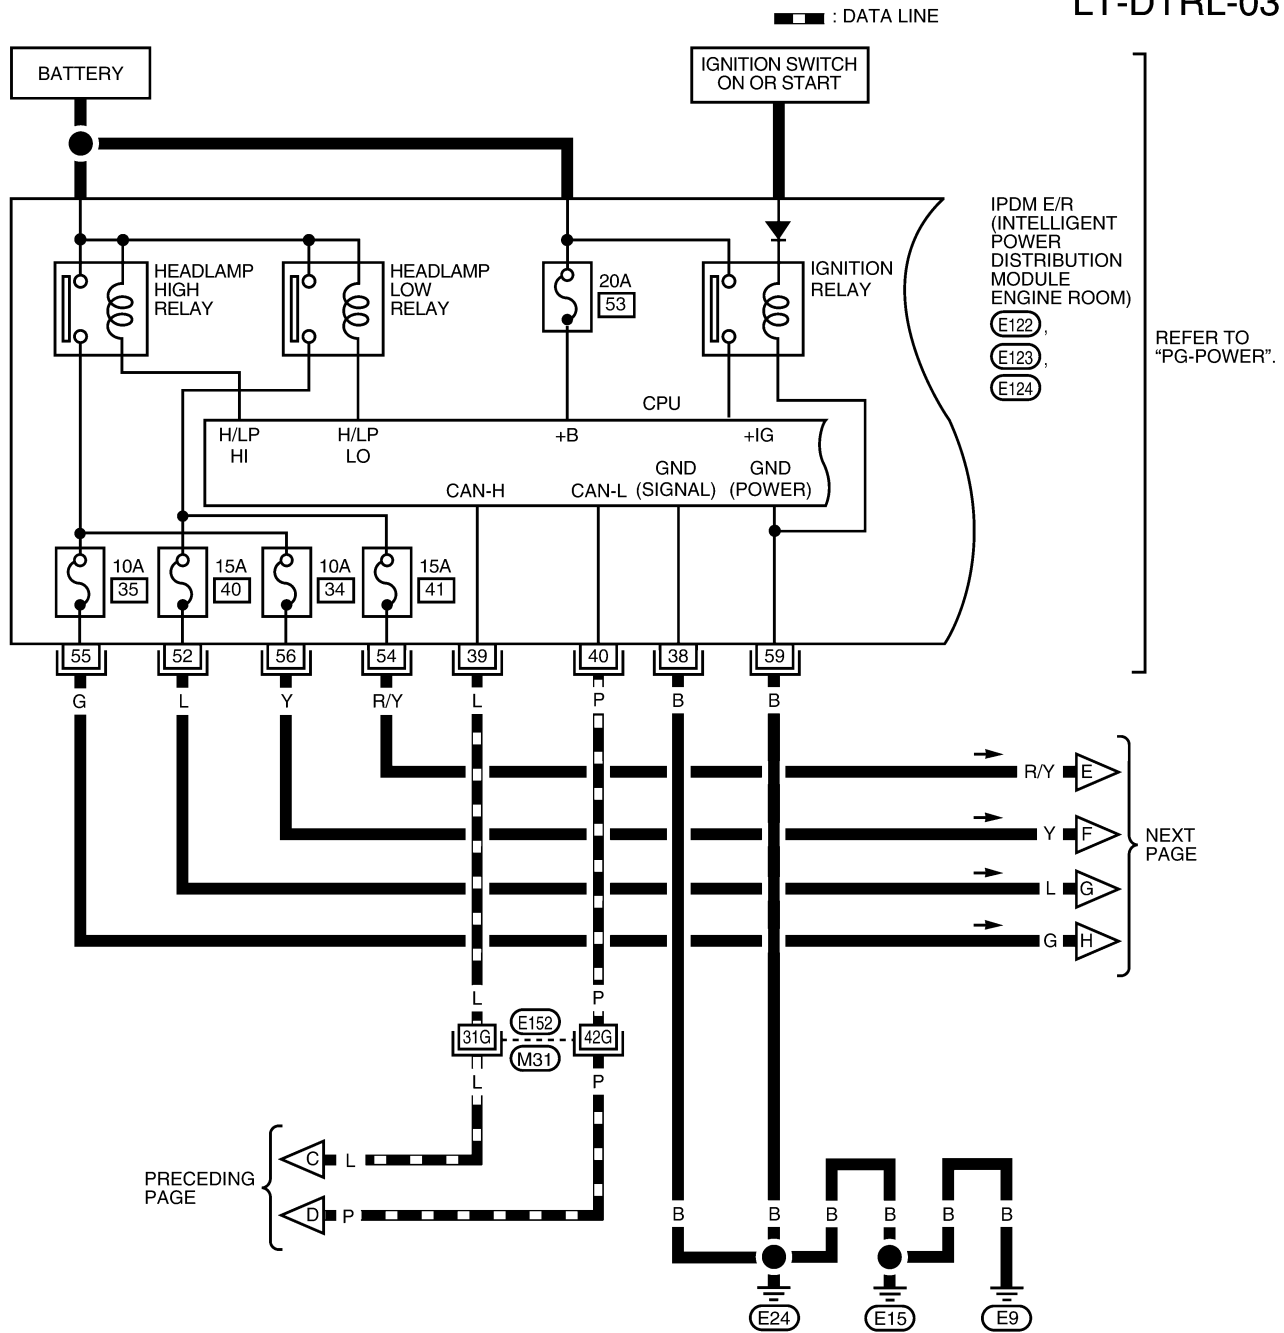 : DATA LINE
LT-DTRL-03
BATTERY
IGNITION SWITCH
ON OR START
IPDM E/R
(INTELLIGENT
POWER
DISTRIBUTION
MODULE
ENGINE ROOM)
E122 ,
E123 ,
E124
REFER TO
“PG-POWER”.
HEADLAMP
HIGH
RELAY
HEADLAMP
LOW
RELAY
20A
53
IGNITION
RELAY
CPU
H/LP
HI
H/LP
LO
+B
+IG
CAN-H
CAN-L
GND
(SIGNAL)
GND
(POWER)
10A
35
15A
40
10A
34
15A
41
55 52 56 54 39 40 38 59
G L Y R/Y L P B B
R/Y E
Y F
L G
G H
NEXT
PAGE
L P
31G E152 42G
M31
L P
PRECEDING
PAGE
C L
D P
B B B B B B
E24 E15 E9